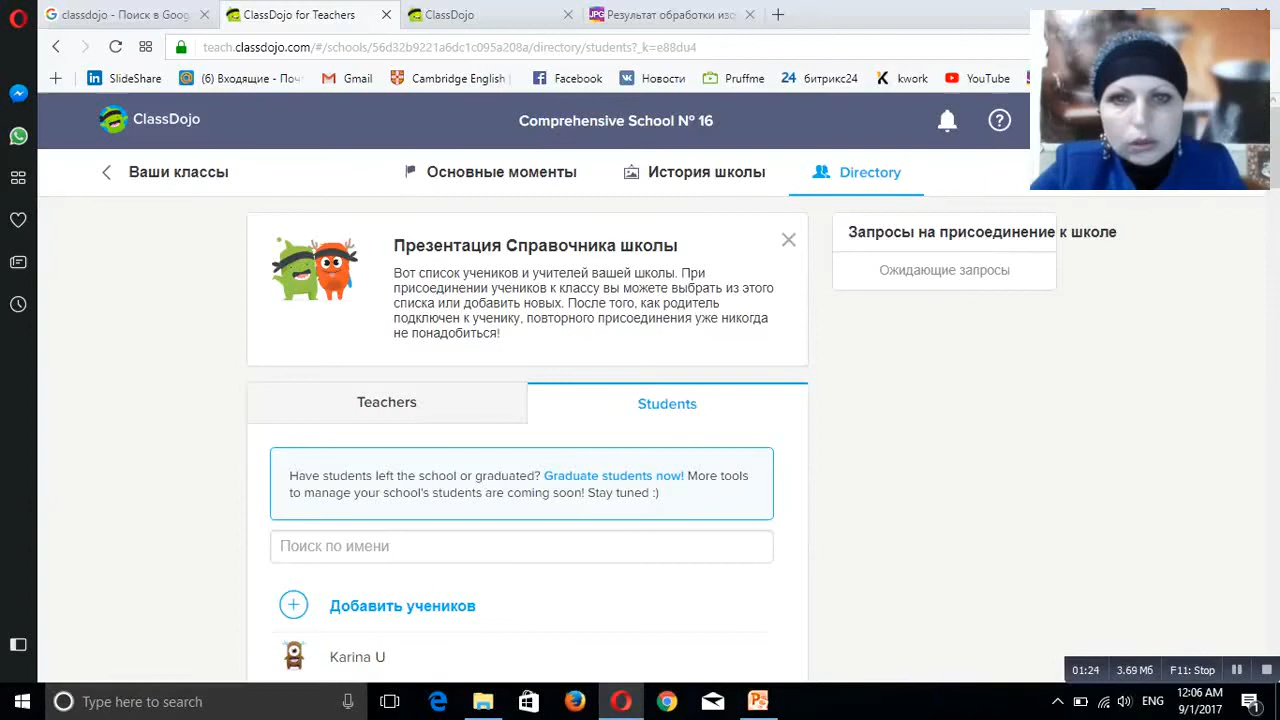 classdojo - Поиск в Goog
ClassDojo for Teachers
ClassDojo
Результат обработки изо
teach.classdojo.com/#/schools/56d32b9221a6dc1c095a208a/directory/students?_k=e88du4
SlideShare
(6) Входящие - Поч
Gmail
Cambridge English
Facebook
Новости
Pruffme
24 битрикс24
kwork
YouTube
ClassDojo
Comprehensive School № 16
Ваши классы
Основные моменты
История школы
Directory
Презентация Справочника школы
Вот список учеников и учителей вашей школы. При
присоединении учеников к классу вы можете выбрать из этого
списка или добавить новых. После того, как родитель
подключен к ученику, повторного присоединения уже никогда
не понадобиться!
Запросы на присоединение к школе
Ожидающие запросы
Teachers
Students
Have students left the school or graduated? Graduate students now! More tools
to manage your school's students are coming soon! Stay tuned :)
Поиск по имени
Добавить учеников
Karina U
01:24
3.69 Мб
F11: Stop
Type here to search
ENG
12:06 AM
9/1/2017
1